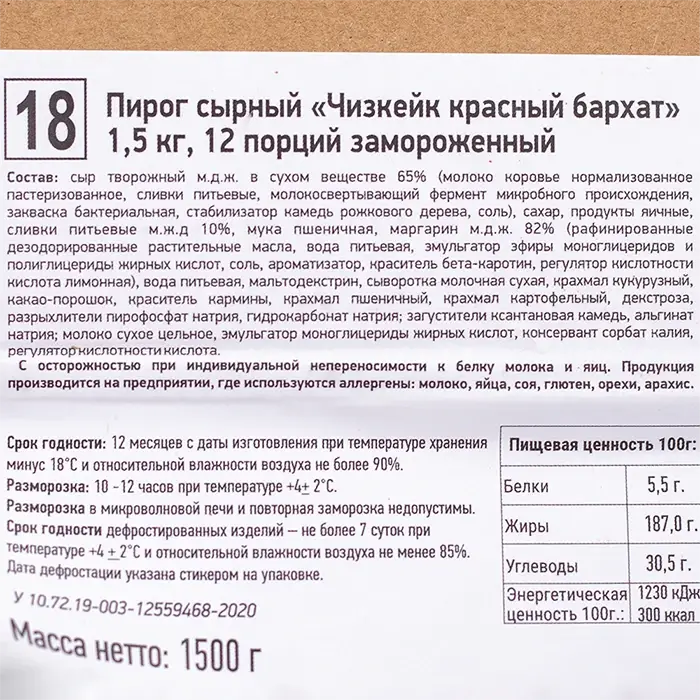 18
Пирог сырный «Чизкейк красный бархат»
1,5 кг, 12 порций замороженный
Состав: сыр творожный м.д.ж. в сухом веществе 65% (молоко коровье нормализованное
пастеризованное, сливки питьевые, молокосвертывающий фермент микробного происхождения,
закваска бактериальная, стабилизатор камедь рожкового дерева, соль), сахар, продукты яичные,
сливки питьевые м.ж.д 10%, мука пшеничная, маргарин м.д.ж. 82% (рафинированные
дезодорированные растительные масла, вода питьевая, эмульгатор эфиры моноглицеридов и
полиглицериды жирных кислот, соль, ароматизатор, краситель бета-каротин, регулятор кислотности
кислота лимонная), вода питьевая, мальтодекстрин, сыворотка молочная сухая, крахмал кукурузный,
какао-порошок, краситель кармины, крахмал пшеничный, крахмал картофельный, декстроза,
разрыхлители пирофосфат натрия, гидрокарбонат натрия; загустители ксантановая камедь, альгинат
натрия; молоко сухое цельное, эмульгатор моноглицериды жирных кислот, консервант сорбат калия,
регулятор кислотности кислота.
С осторожностью при индивидуальной непереносимости к белку молока и яиц. Продукция
производится на предприятии, где используются аллергены: молоко, яйца, соя, глютен, орехи, арахис.
Срок годности: 12 месяцев с даты изготовления при температуре хранения
минус 18°С и относительной влажности воздуха не более 90%.
Разморозка: 10 -12 часов при температуре +4± 2°С.
Разморозка в микроволновой печи и повторная заморозка недопустимы.
Срок годности дефростированных изделий — не более 7 суток при
температуре +4 ±2°С и относительной влажности воздуха не менее 85%.
Дата дефростации указана стикером на упаковке.
У 10.72.19-003-12559468-2020
Масса нетто: 1500 г
Пищевая ценность 100г:
Белки 5,5 г.
Жиры 187,0 г.
Углеводы 30,5 г.
Энергетическая 1230 кДж
ценность 100г.: 300 ккал